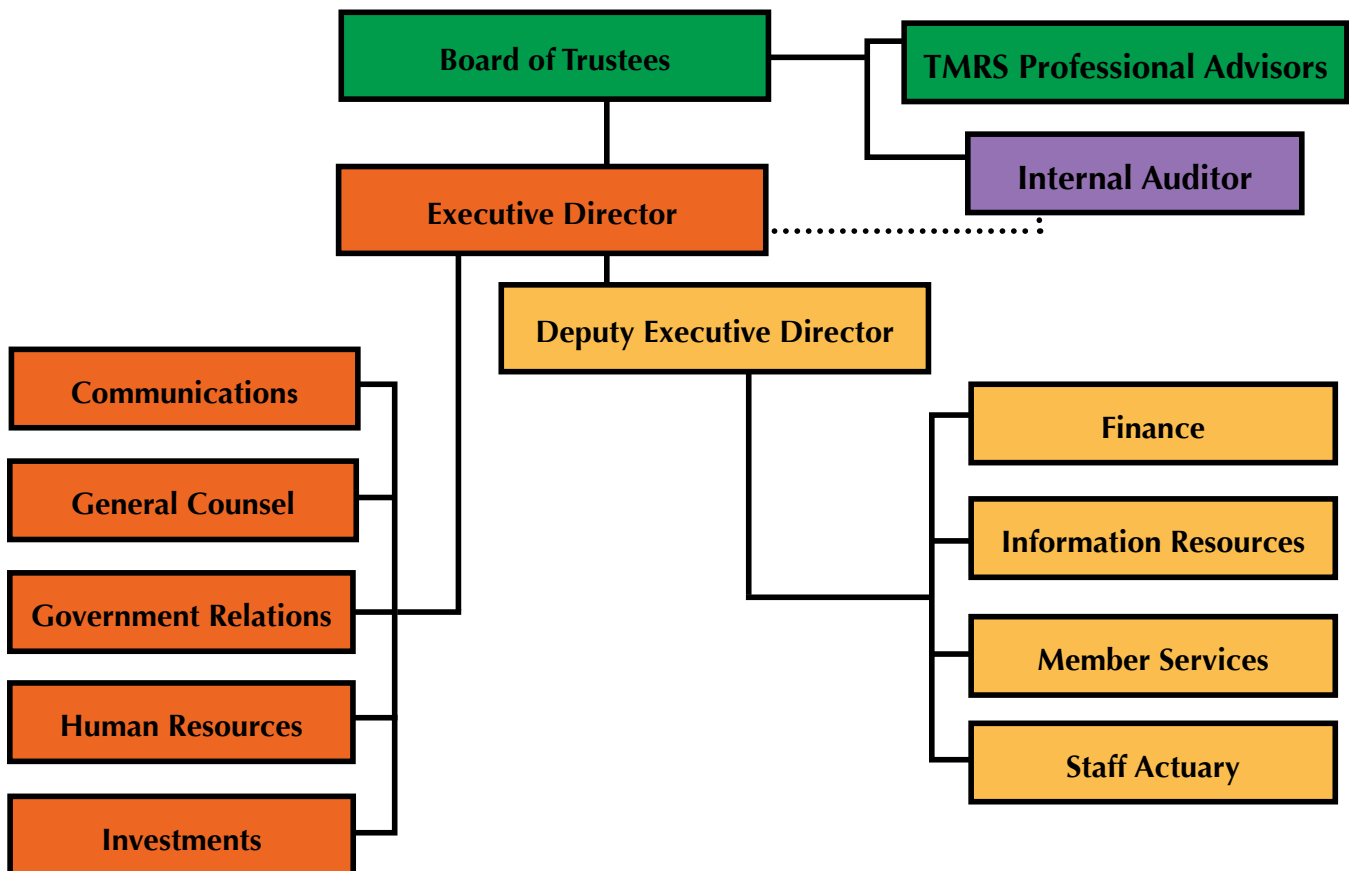 Board of Trustees
TMRS Professional Advisors
Internal Auditor
Executive Director
Deputy Executive Director
Communications
General Counsel
Government Relations
Human Resources
Investments
Finance
Information Resources
Member Services
Staff Actuary